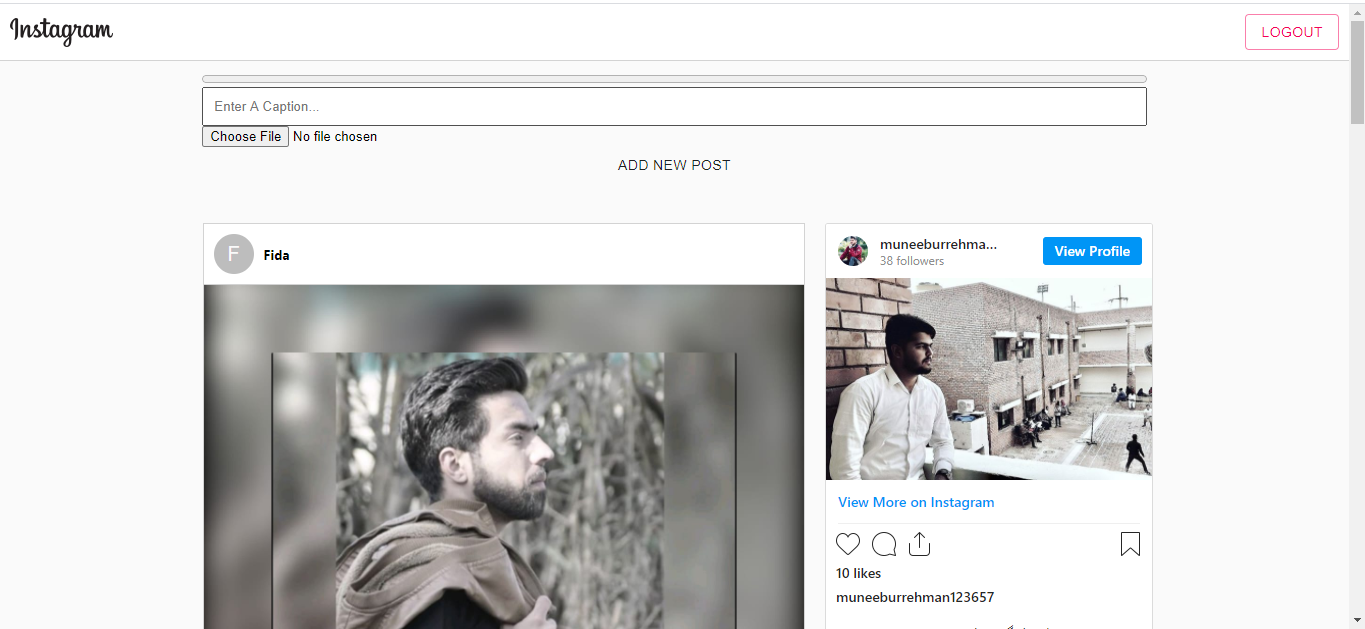 Instagram
LOGOUT
Enter A Caption...
Choose File No file chosen
ADD NEW POST
F
Fida
muneeburrehma...
38 followers
View Profile
View More on Instagram
10 likes
muneeburrehman123657